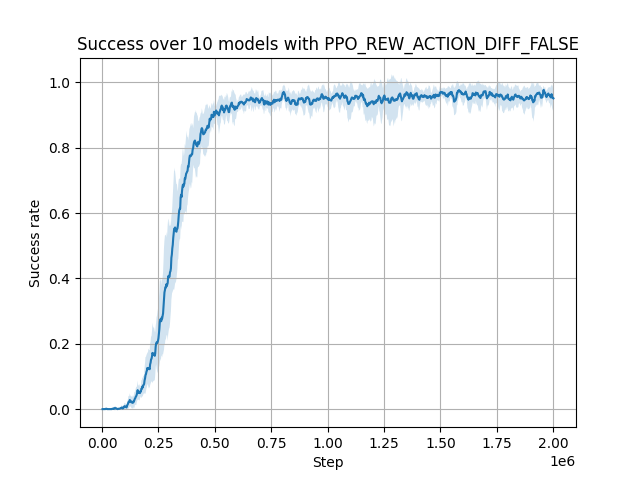 Success over 10 models with PPO_REW_ACTION_DIFF_FALSE
1.0
0.8
0.6
0.4
0.2
0.0
Success rate
0.00 0.25 0.50 0.75 1.00 1.25 1.50 1.75 2.00
Step
1e6